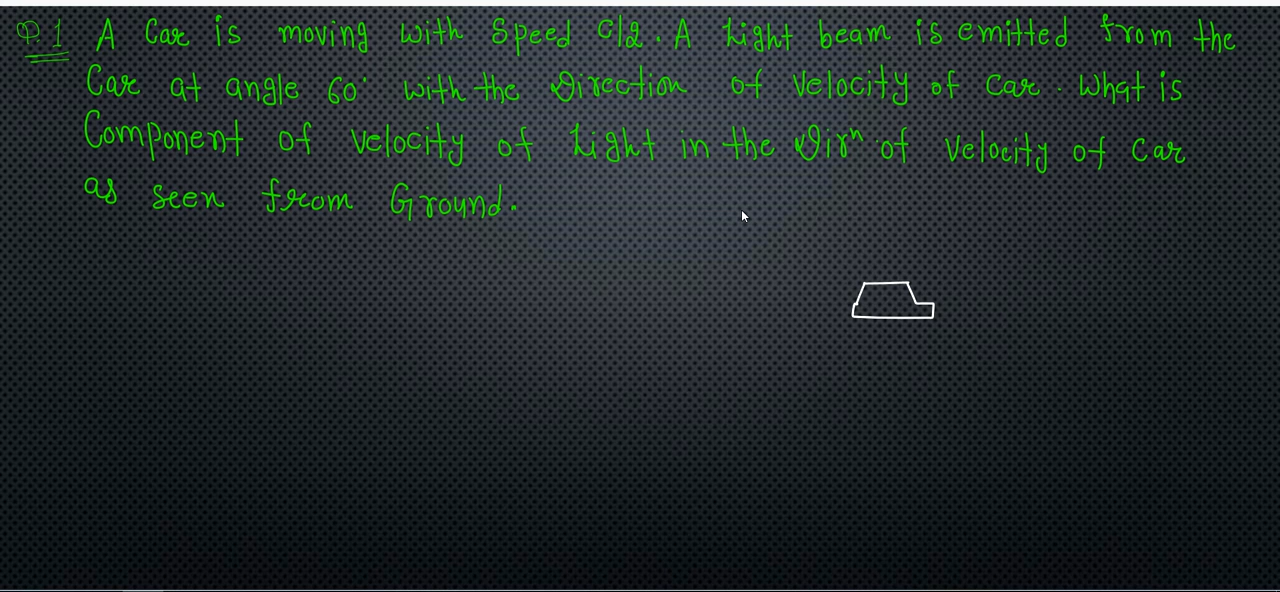 Q1 A Car is moving with Speed C/2. A Light beam is emitted from the
Car at angle 60° with the Direction of Velocity of Car. What is
Component of velocity of Light in the Dirⁿ of Velocity of Car
as seen from Ground.